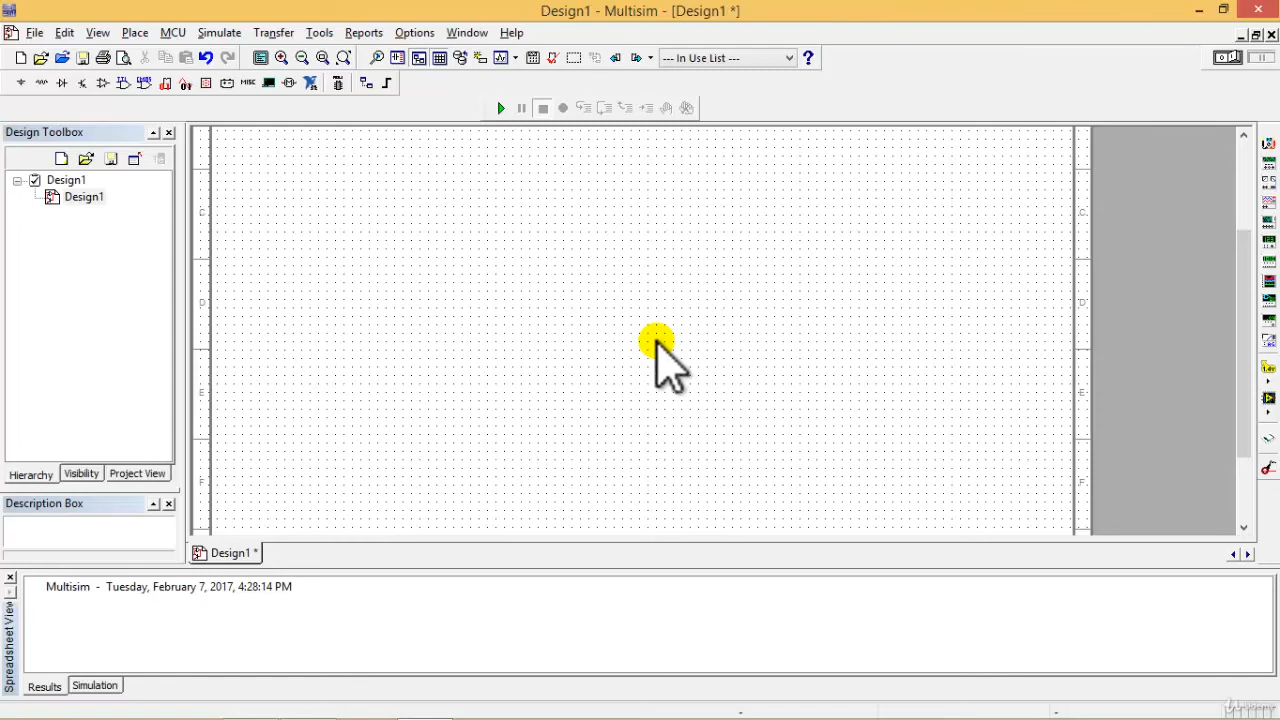 Design1 - Multisim - [Design1 *]
File Edit View Place MCU Simulate Transfer Tools Reports Options Window Help
--- In Use List ---
Design Toolbox
Design1
Design1
C C
D D
E E
F F
Hierarchy Visibility Project View
Description Box
Design1 *
Multisim - Tuesday, February 7, 2017, 4:28:14 PM
Spreadsheet View
Results Simulation
- -